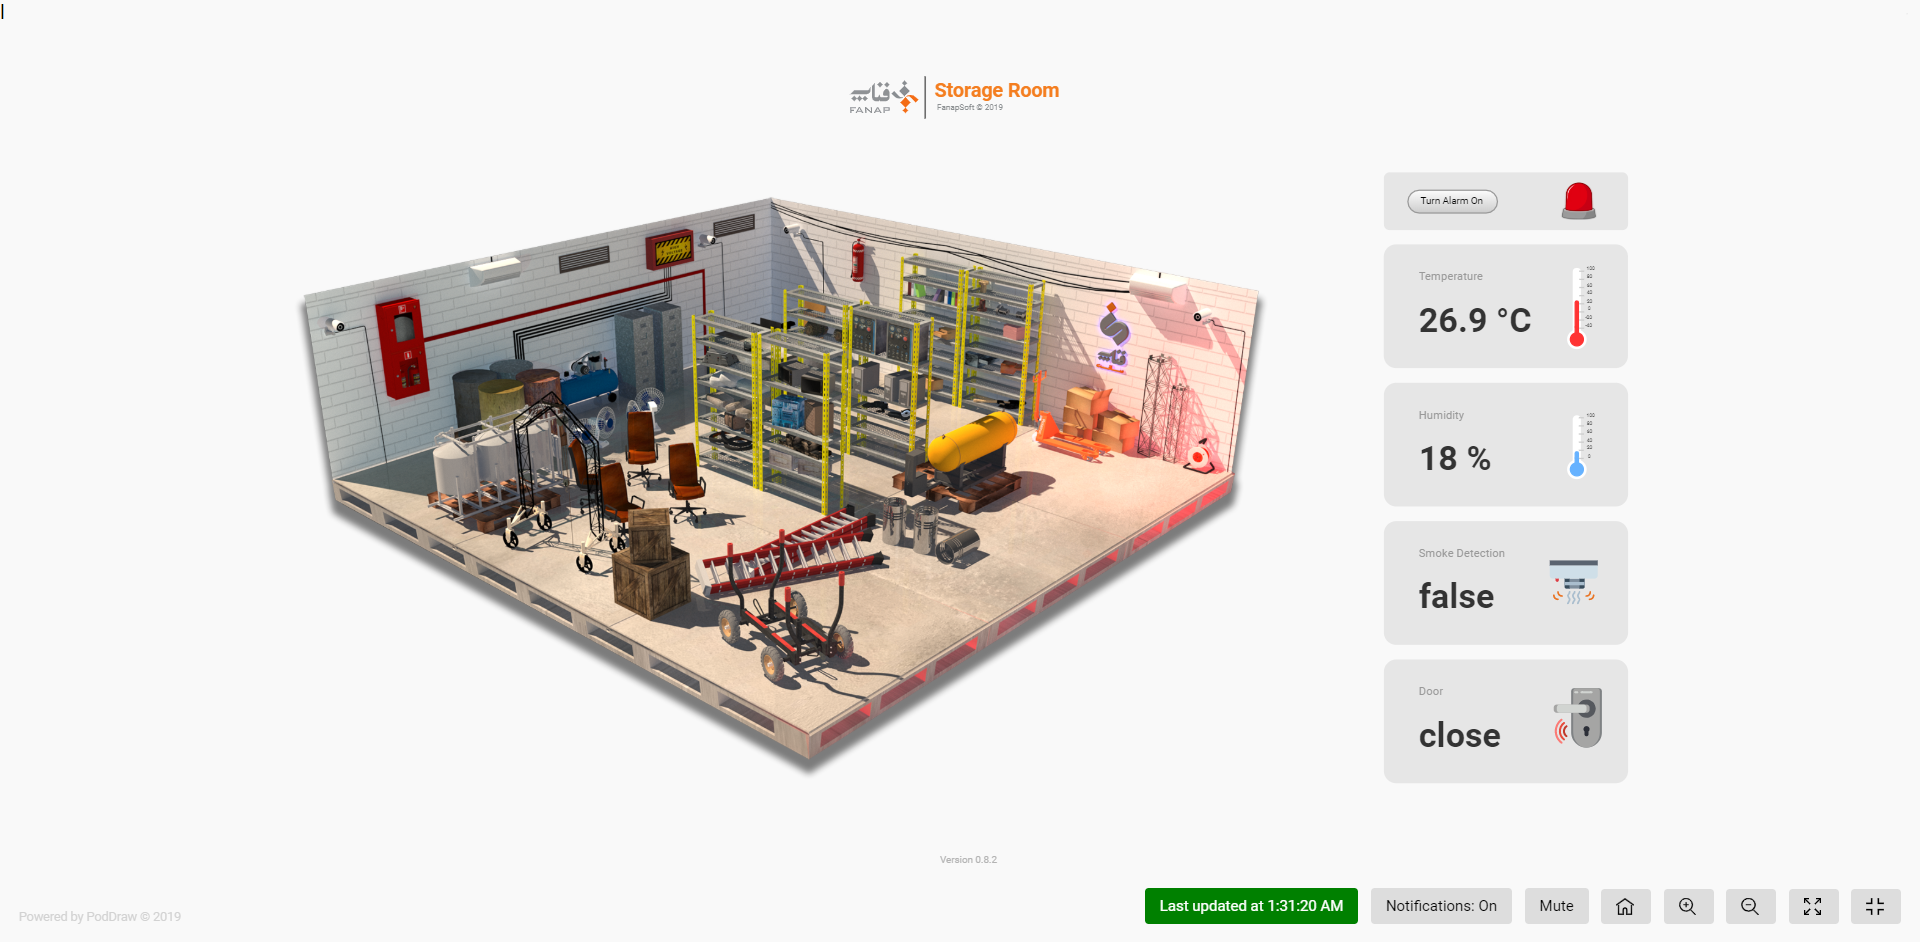 فناپ
FANAP
Storage Room
FanapSoft © 2019
Turn Alarm On
Temperature
26.9 °C
Humidity
18 %
Smoke Detection
false
Door
close
Version 0.8.2
Powered by PodDraw © 2019
Last updated at 1:31:20 AM
Notifications: On
Mute